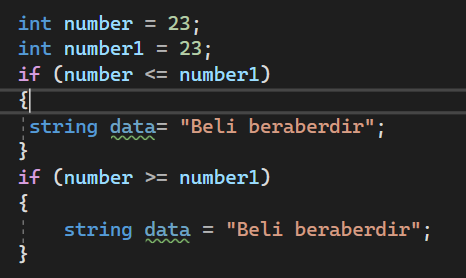 int number = 23;
int number1 = 23;
if (number <= number1)
{
string data= "Beli beraberdir";
}
if (number >= number1)
{
string data = "Beli beraberdir";
}